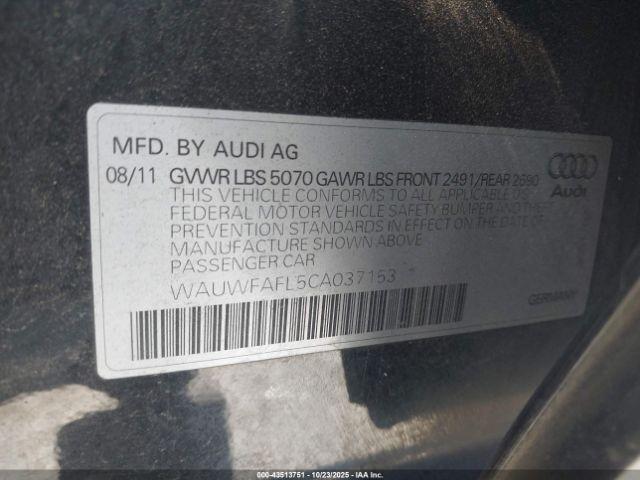 MFD. BY AUDI AG
08/11 GVWR LBS 5070 GAWR LBS FRONT 2491/REAR 2690
THIS VEHICLE CONFORMS TO ALL APPLICABLE
FEDERAL MOTOR VEHICLE SAFETY BUMPER AND THEFT
PREVENTION STANDARDS IN EFFECT ON THE DATE OF
MANUFACTURE SHOWN ABOVE
PASSENGER CAR
WAUWFAFL5CA037153
Audi
GERMANY
000-43513751 - 10/23/2025 - IAA Inc.